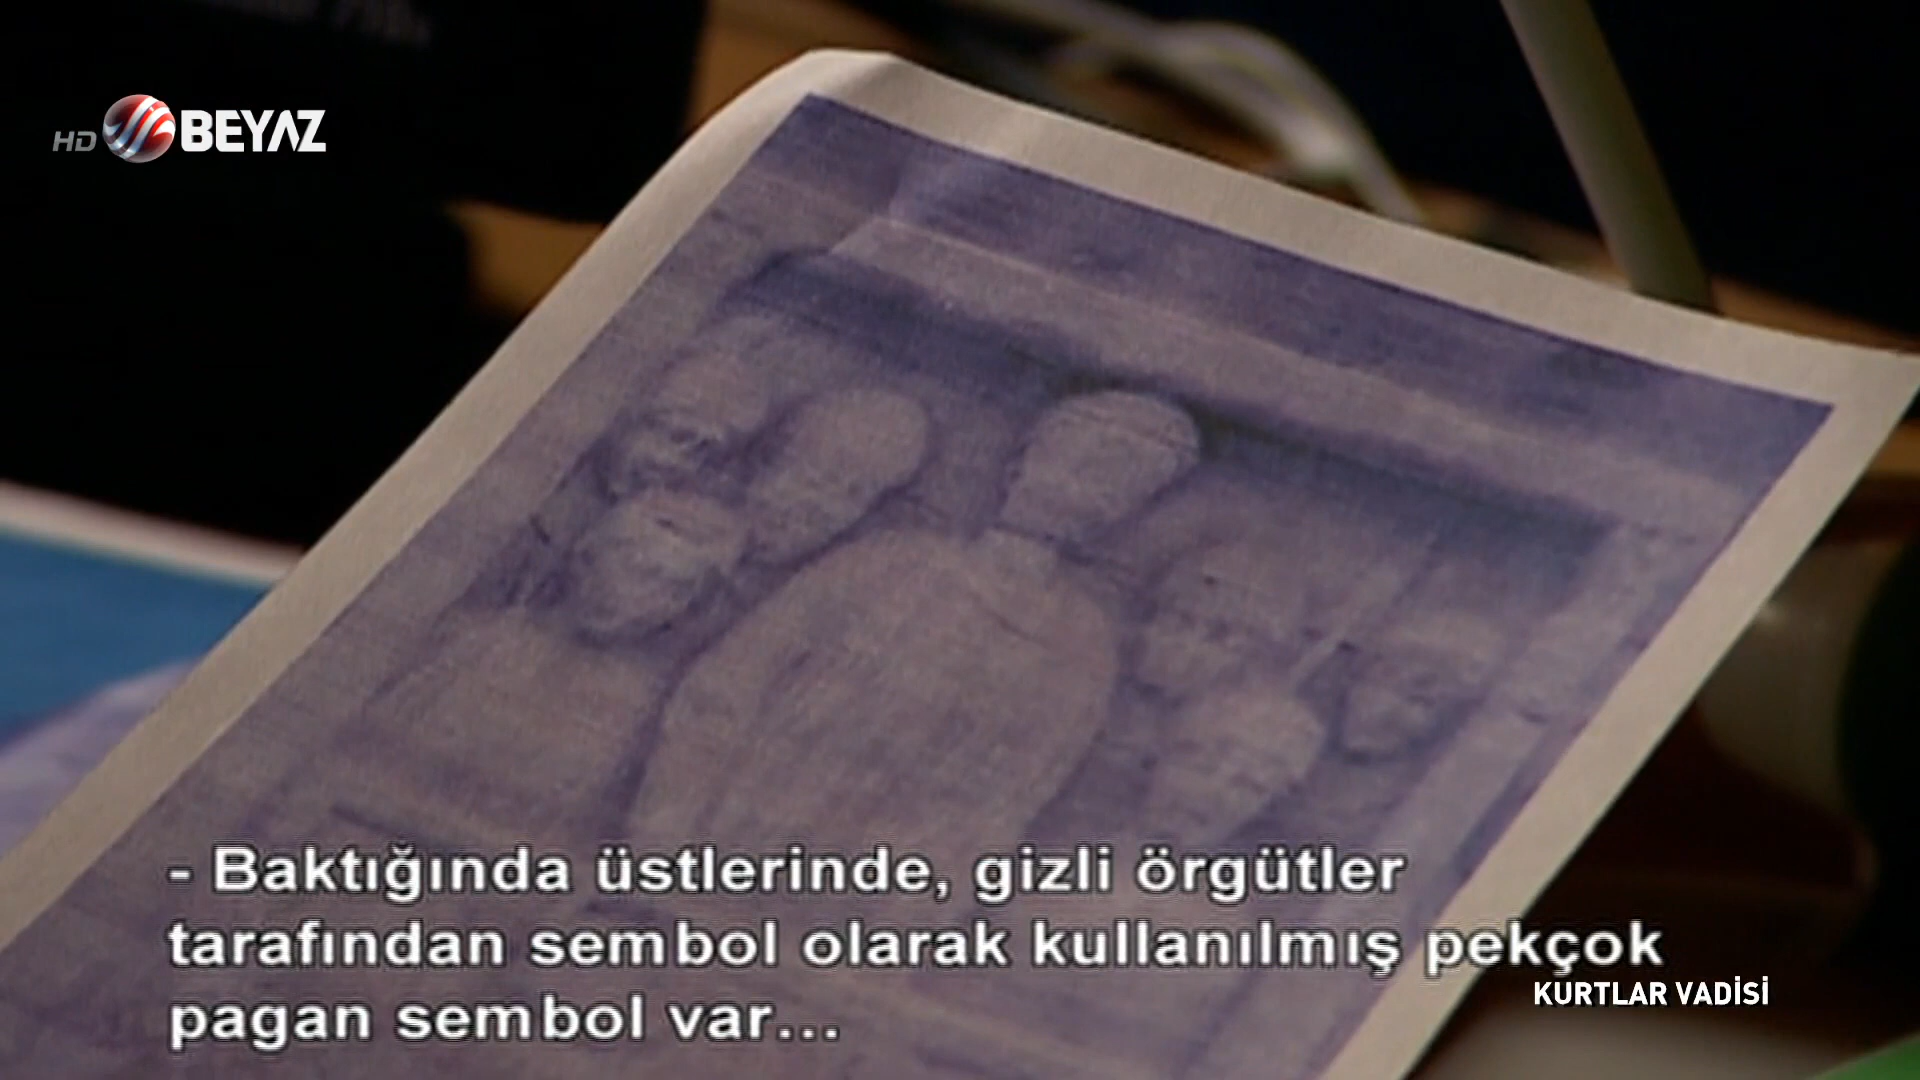 HD BEYAZ
- Baktığında üstlerinde, gizli örgütler
tarafından sembol olarak kullanılmış pekçok
pagan sembol var...
KURTLAR VADİSİ